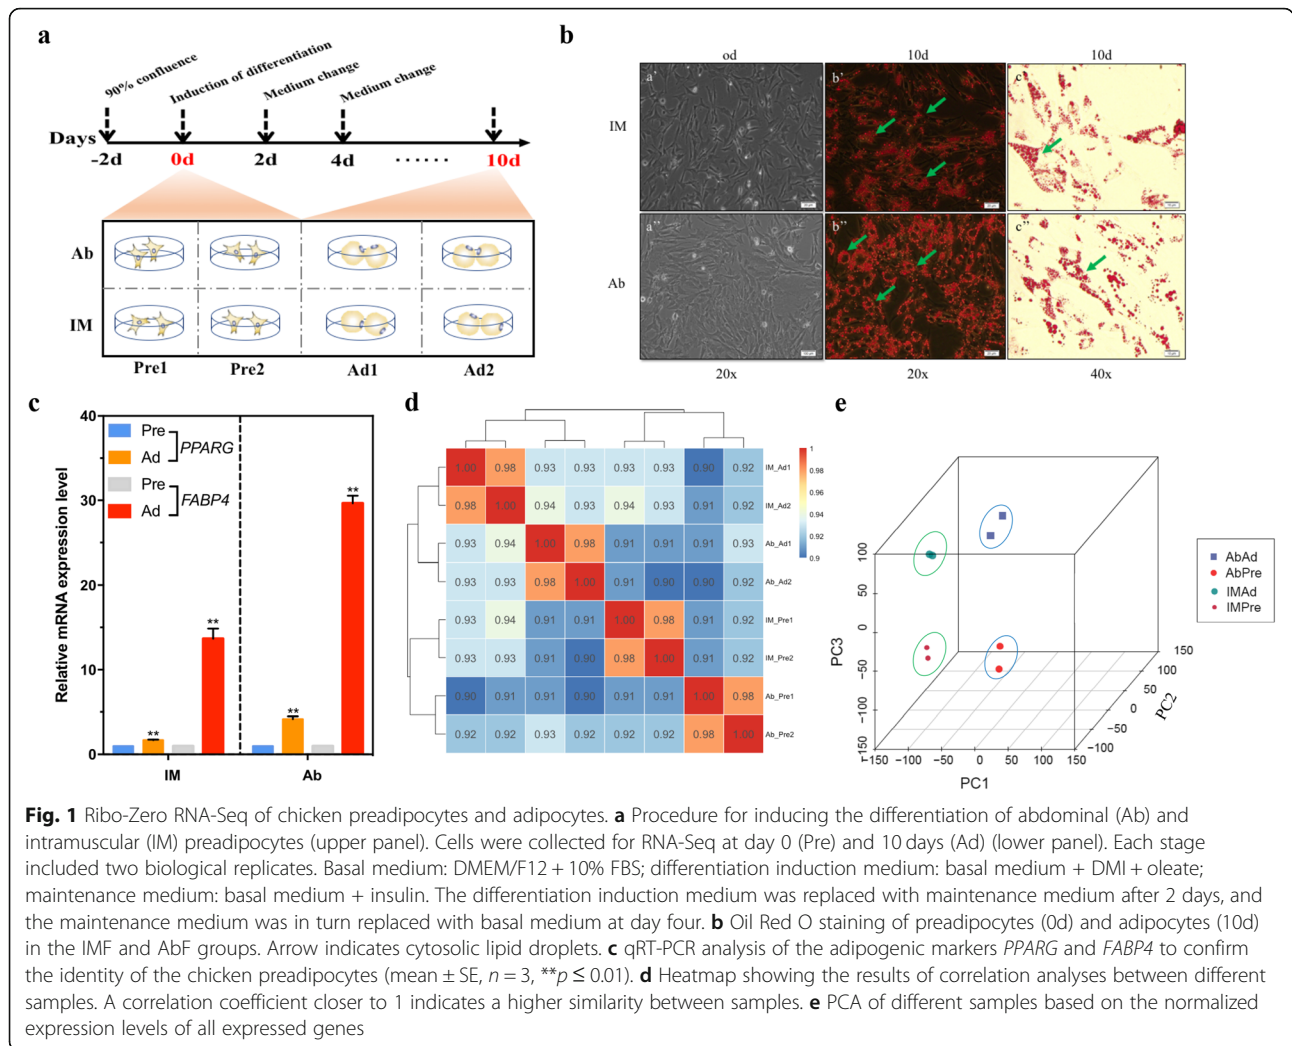 a
90% confluence
Induction of differentiation
Medium change
Medium change
Days
-2d 0d 2d 4d ...... 10d
Ab
IM
Pre1 Pre2 Ad1 Ad2
b
od 10d 10d
IM
a' b' c'
Ab
a'' b'' c''
20x 20x 40x
c
Relative mRNA expression level
40
30
20
10
0
Pre
Ad
PPARG
Pre
Ad
FABP4
** ** ** **
IM Ab
d
1.00 0.98 0.93 0.93 0.93 0.93 0.90 0.92 IM_Ad1
0.98 1.00 0.94 0.93 0.94 0.93 0.91 0.92 IM_Ad2
0.93 0.94 1.00 0.98 0.91 0.91 0.91 0.93 Ab_Ad1
0.93 0.93 0.98 1.00 0.91 0.90 0.90 0.92 Ab_Ad2
0.93 0.94 0.91 0.91 1.00 0.98 0.91 0.92 IM_Pre1
0.93 0.93 0.91 0.90 0.98 1.00 0.91 0.92 IM_Pre2
0.90 0.91 0.91 0.90 0.91 0.91 1.00 0.98 Ab_Pre1
0.92 0.92 0.93 0.92 0.92 0.92 0.98 1.00 Ab_Pre2
1
0.98
0.96
0.94
0.92
0.9
e
PC3
100
50
0
−50
−100
−150
−150 −100 −50 0 50 100 150
PC1
−100
−50
0
50
100
150
PC2
AbAd
AbPre
IMAd
IMPre
Fig. 1 Ribo-Zero RNA-Seq of chicken preadipocytes and adipocytes. a Procedure for inducing the differentiation of abdominal (Ab) and
intramuscular (IM) preadipocytes (upper panel). Cells were collected for RNA-Seq at day 0 (Pre) and 10 days (Ad) (lower panel). Each stage
included two biological replicates. Basal medium: DMEM/F12 + 10% FBS; differentiation induction medium: basal medium + DMI + oleate;
maintenance medium: basal medium + insulin. The differentiation induction medium was replaced with maintenance medium after 2 days, and
the maintenance medium was in turn replaced with basal medium at day four. b Oil Red O staining of preadipocytes (0d) and adipocytes (10d)
in the IMF and AbF groups. Arrow indicates cytosolic lipid droplets. c qRT-PCR analysis of the adipogenic markers PPARG and FABP4 to confirm
the identity of the chicken preadipocytes (mean ± SE, n = 3, **p ≤ 0.01). d Heatmap showing the results of correlation analyses between different
samples. A correlation coefficient closer to 1 indicates a higher similarity between samples. e PCA of different samples based on the normalized
expression levels of all expressed genes